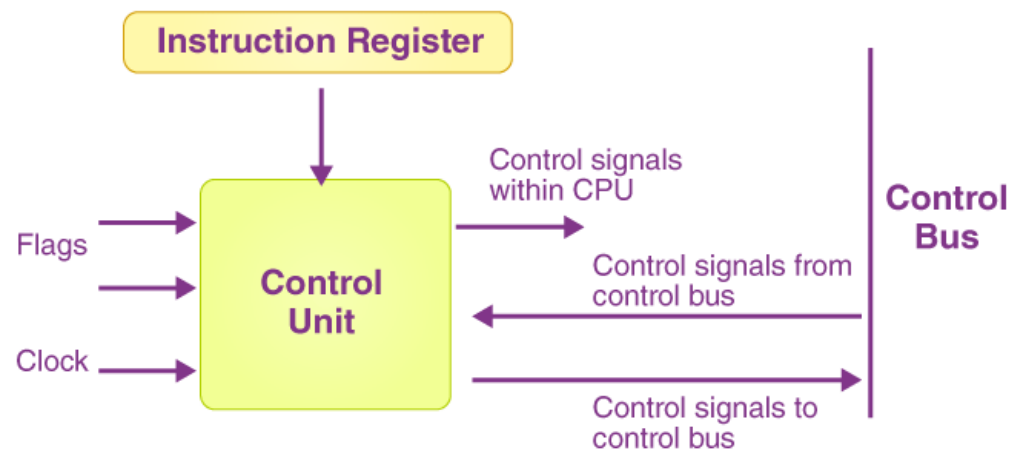 Instruction Register
Control signals
within CPU
Control
Bus
Flags
Control signals from
control bus
Control
Unit
Clock
Control signals to
control bus